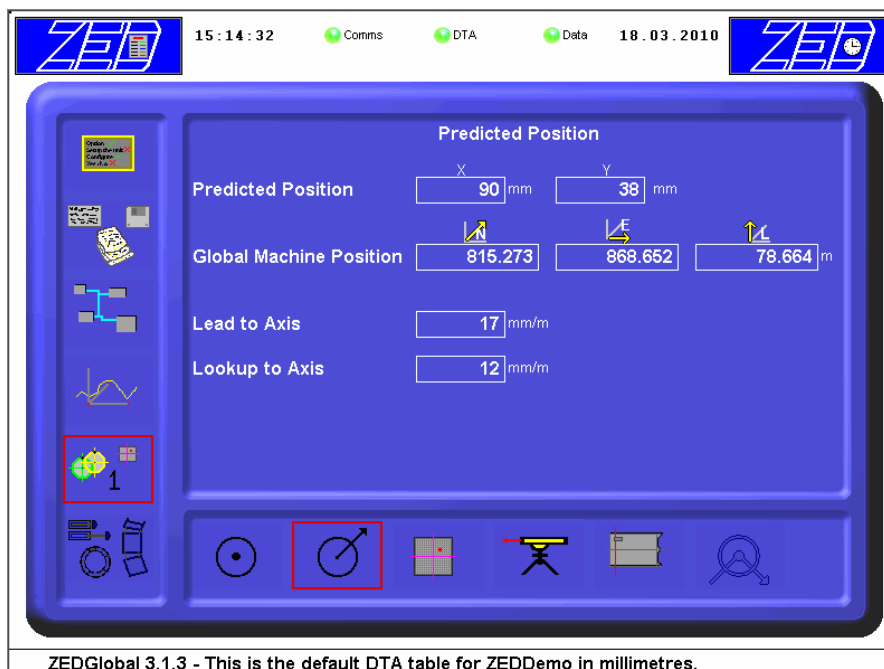 ZED
15:14:32 Comms DTA Data 18.03.2010
ZED
Predicted Position
X Y
Predicted Position 90 mm 38 mm
N E L
Global Machine Position 815.273 868.652 78.664 m
Lead to Axis 17 mm/m
Lookup to Axis 12 mm/m
1
ZEDGlobal 3.1.3 - This is the default DTA table for ZEDDemo in millimetres.